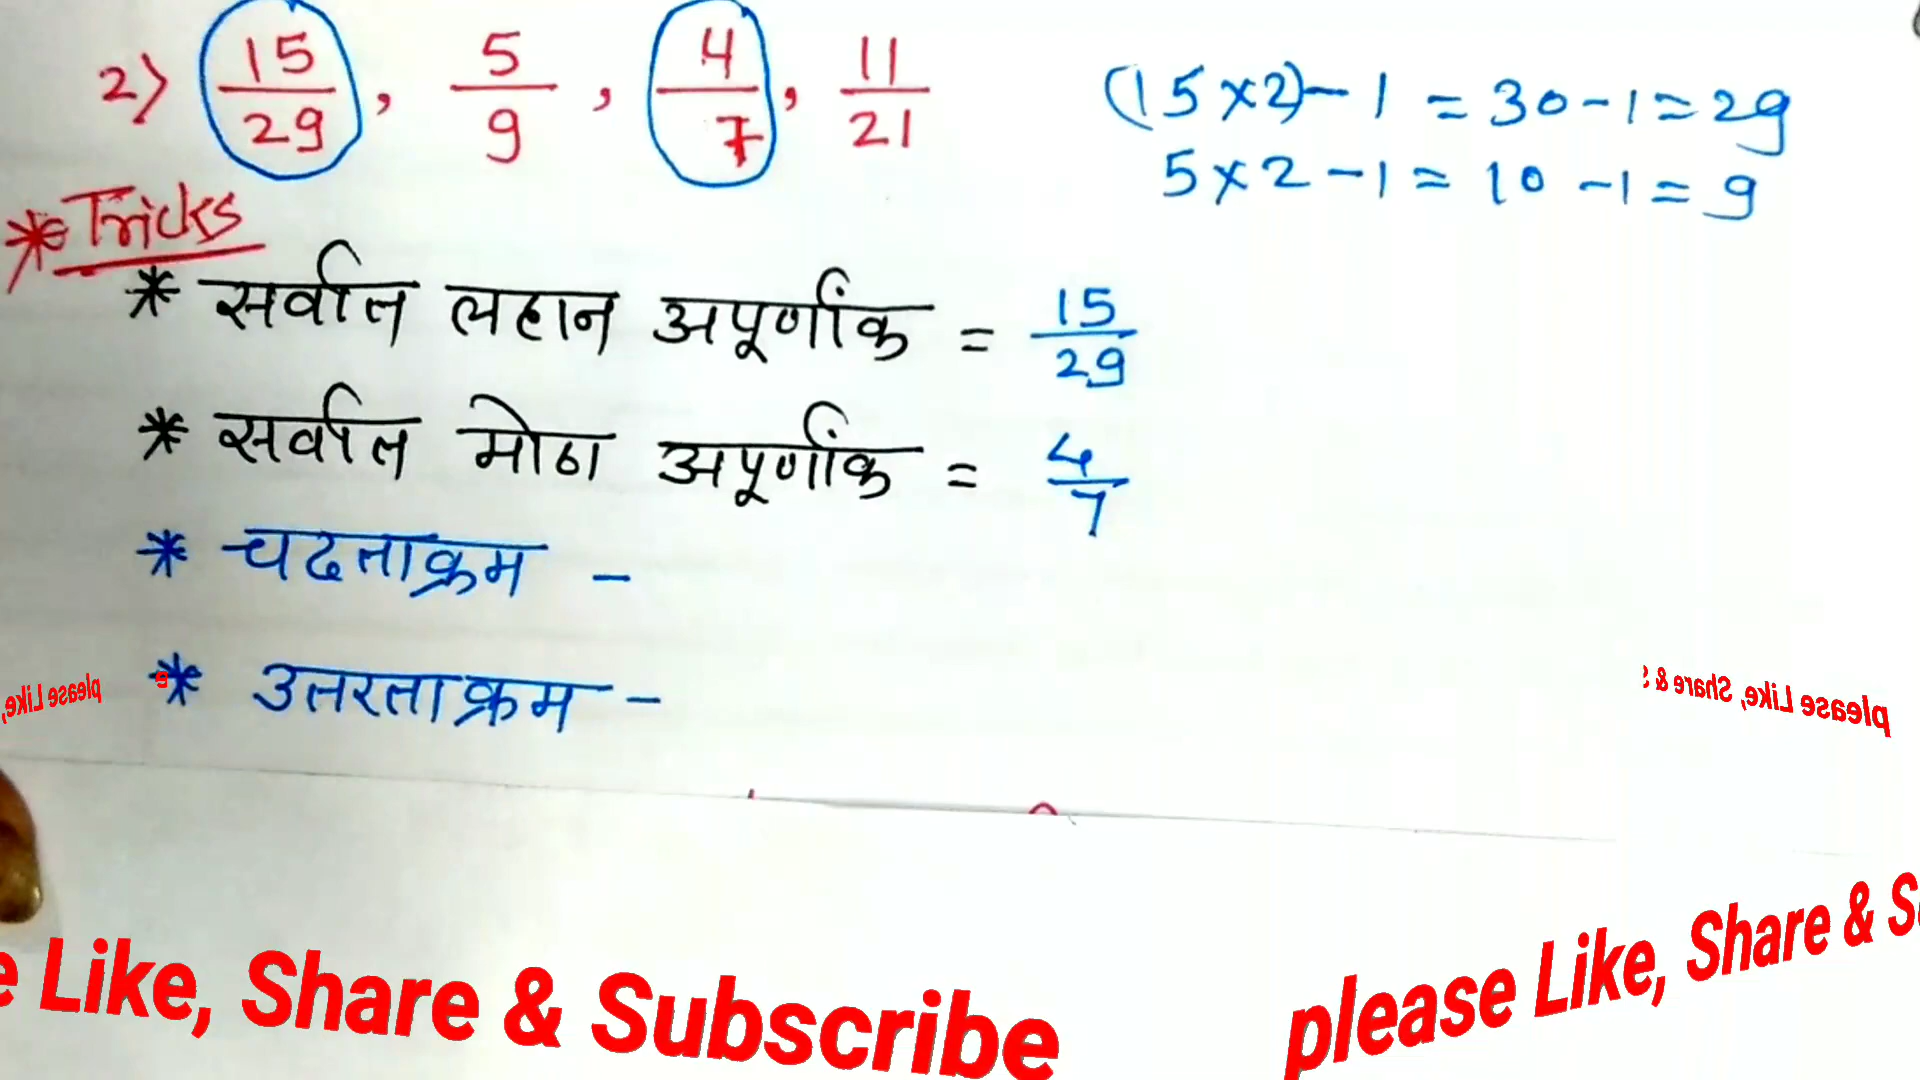 2) 15/29, 5/9, 4/7, 11/21
(15×2)-1 = 30-1=29
5×2-1= 10-1=9
* Tricks
* सर्वात लहान अपूर्णांक = 15/29
* सर्वात मोठा अपूर्णांक = 4/7
* चढताक्रम -
* उतरताक्रम -
please Like,
e
please Like, Share & S
e Like, Share & Subscribe
please Like, Share & Su